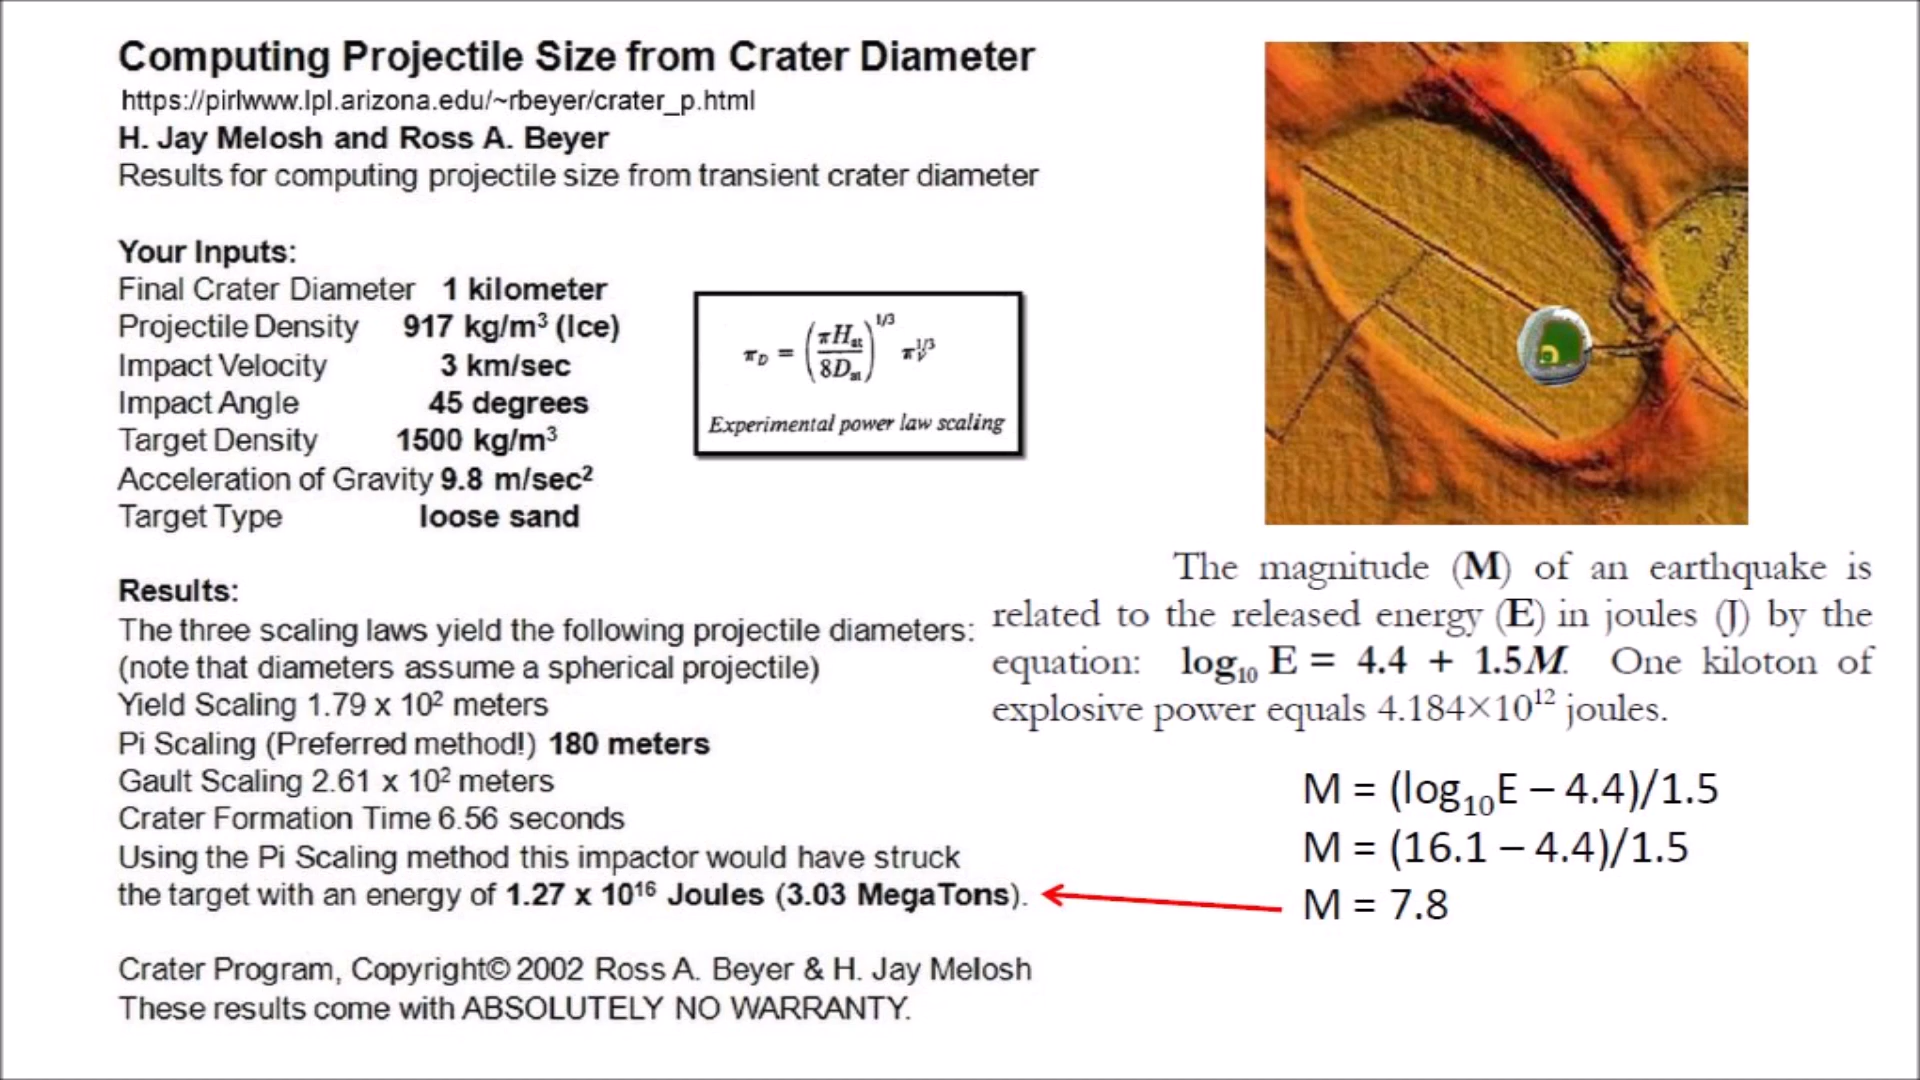 Computing Projectile Size from Crater Diameter
https://pirlwww.lpl.arizona.edu/~rbeyer/crater_p.html
H. Jay Melosh and Ross A. Beyer
Results for computing projectile size from transient crater diameter
Your Inputs:
Final Crater Diameter 1 kilometer
Projectile Density 917 kg/m³ (Ice)
Impact Velocity 3 km/sec
Impact Angle 45 degrees
Target Density 1500 kg/m³
Acceleration of Gravity 9.8 m/sec²
Target Type loose sand
π_D = (πH_at / 8D_at)^1/3 π_V^1/3
Experimental power law scaling
Results:
The three scaling laws yield the following projectile diameters:
(note that diameters assume a spherical projectile)
Yield Scaling 1.79 x 10² meters
Pi Scaling (Preferred method!) 180 meters
Gault Scaling 2.61 x 10² meters
Crater Formation Time 6.56 seconds
Using the Pi Scaling method this impactor would have struck
the target with an energy of 1.27 x 10¹⁶ Joules (3.03 MegaTons).
Crater Program, Copyright© 2002 Ross A. Beyer & H. Jay Melosh
These results come with ABSOLUTELY NO WARRANTY.
The magnitude (M) of an earthquake is
related to the released energy (E) in joules (J) by the
equation: log₁₀ E = 4.4 + 1.5M. One kiloton of
explosive power equals 4.184×10¹² joules.
M = (log₁₀E – 4.4)/1.5
M = (16.1 – 4.4)/1.5
M = 7.8